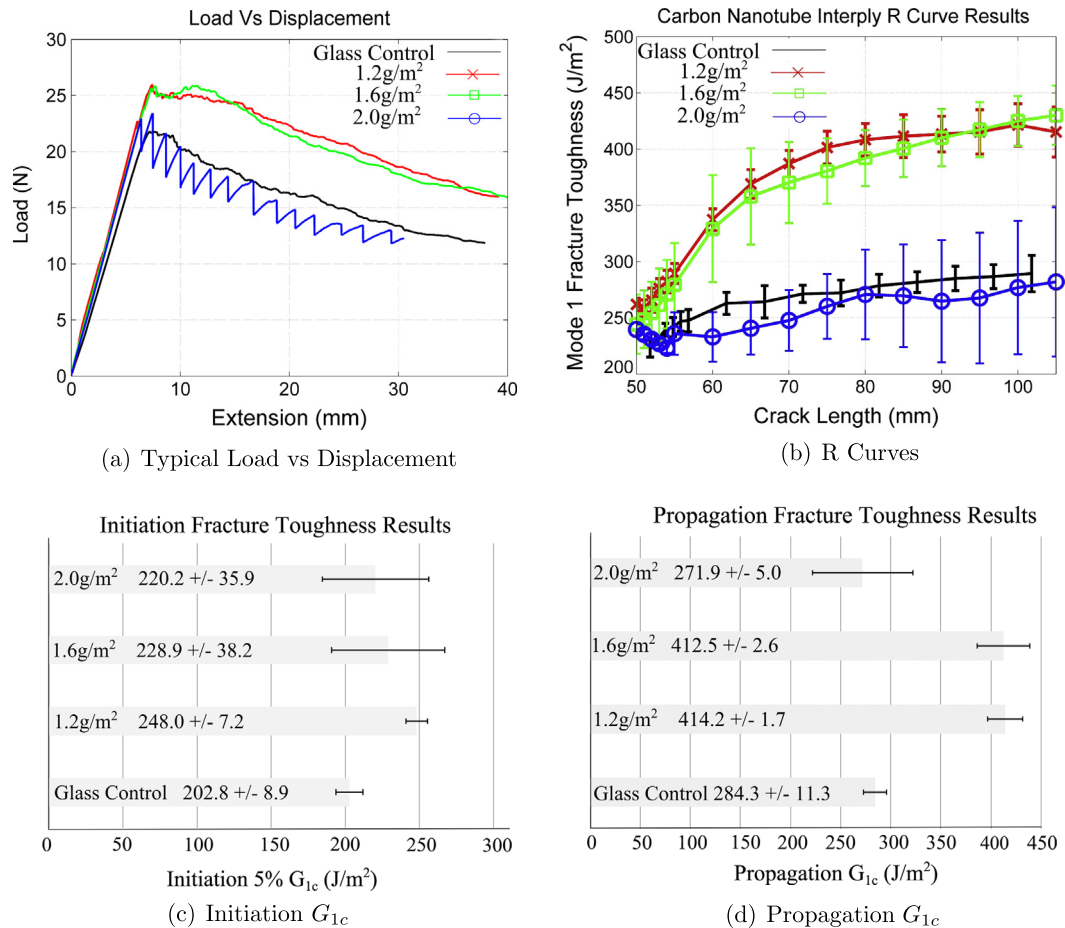 Load Vs Displacement
30
25
20
15
10
5
0
Load (N)
Glass Control
1.2g/m²
1.6g/m²
2.0g/m²
0 10 20 30 40
Extension (mm)
(a) Typical Load vs Displacement
Carbon Nanotube Interply R Curve Results
500
450
400
350
300
250
200
Mode 1 Fracture Toughness (J/m²)
Glass Control
1.2g/m²
1.6g/m²
2.0g/m²
50 60 70 80 90 100
Crack Length (mm)
(b) R Curves
Initiation Fracture Toughness Results
2.0g/m² 220.2 +/- 35.9
1.6g/m² 228.9 +/- 38.2
1.2g/m² 248.0 +/- 7.2
Glass Control 202.8 +/- 8.9
0 50 100 150 200 250 300
Initiation 5% G1c (J/m²)
(c) Initiation G1c
Propagation Fracture Toughness Results
2.0g/m² 271.9 +/- 5.0
1.6g/m² 412.5 +/- 2.6
1.2g/m² 414.2 +/- 1.7
Glass Control 284.3 +/- 11.3
0 50 100 150 200 250 300 350 400 450
Propagation G1c (J/m²)
(d) Propagation G1c